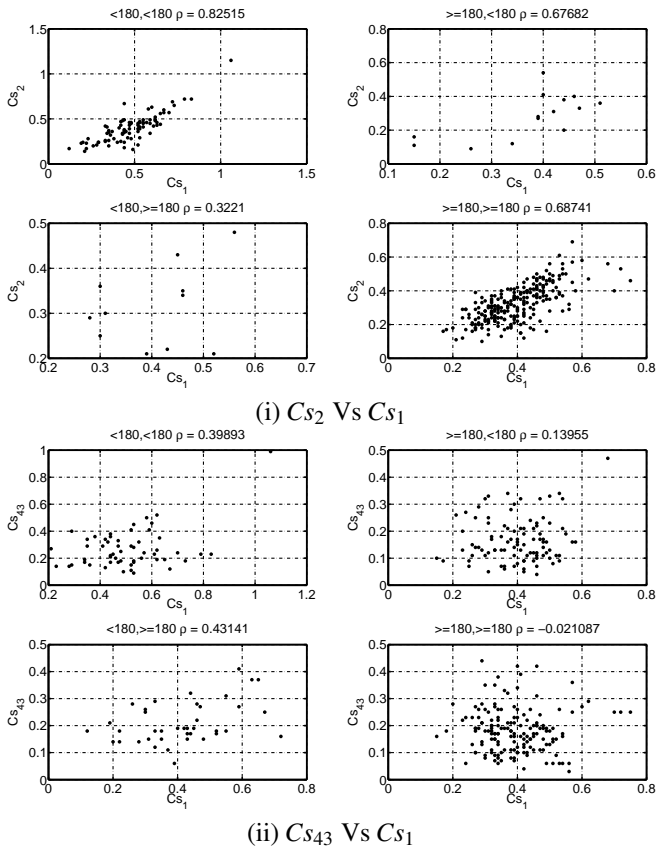 <180,<180 ρ = 0.82515
1.5
1
0.5
0
Cs2
0 0.5 1 1.5
Cs1
>=180,<180 ρ = 0.67682
0.8
0.6
0.4
0.2
0
Cs2
0.1 0.2 0.3 0.4 0.5 0.6
Cs1
<180,>=180 ρ = 0.3221
0.5
0.4
0.3
0.2
Cs2
0.2 0.3 0.4 0.5 0.6 0.7
Cs1
>=180,>=180 ρ = 0.68741
0.8
0.6
0.4
0.2
0
Cs2
0 0.2 0.4 0.6 0.8
Cs1
(i) Cs2 Vs Cs1
<180,<180 ρ = 0.39893
1
0.8
0.6
0.4
0.2
0
Cs43
0.2 0.4 0.6 0.8 1 1.2
Cs1
>=180,<180 ρ = 0.13955
0.5
0.4
0.3
0.2
0.1
0
Cs43
0 0.2 0.4 0.6 0.8
Cs1
<180,>=180 ρ = 0.43141
0.5
0.4
0.3
0.2
0.1
0
Cs43
0 0.2 0.4 0.6 0.8
Cs1
>=180,>=180 ρ = −0.021087
0.5
0.4
0.3
0.2
0.1
0
Cs43
0 0.2 0.4 0.6 0.8
Cs1
(ii) Cs43 Vs Cs1